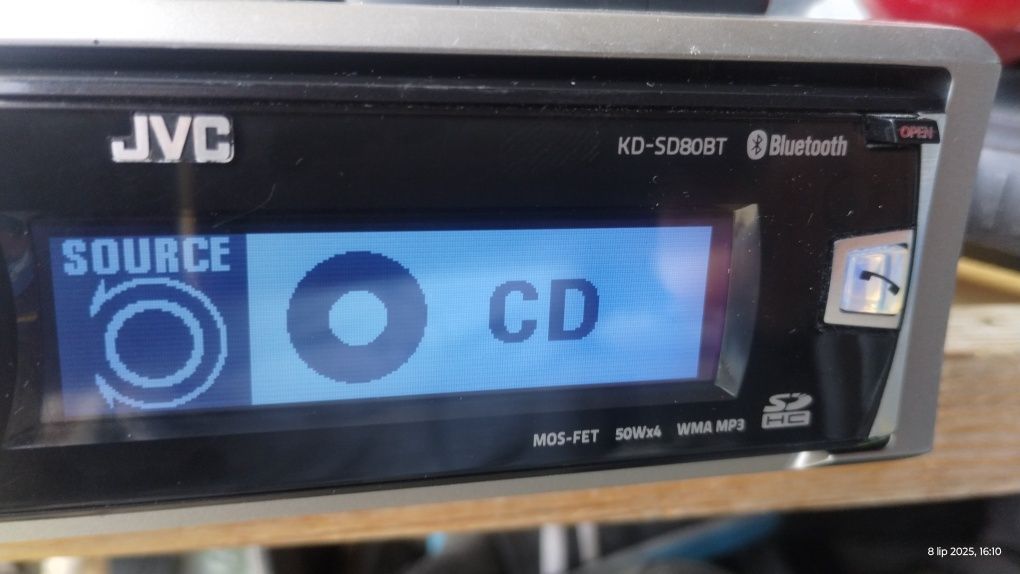 JVC
KD-SD80BT Bluetooth
OPEN
SOURCE
CD
MOS-FET 50Wx4 WMA MP3
SD
HC
8 lip 2025, 16:10